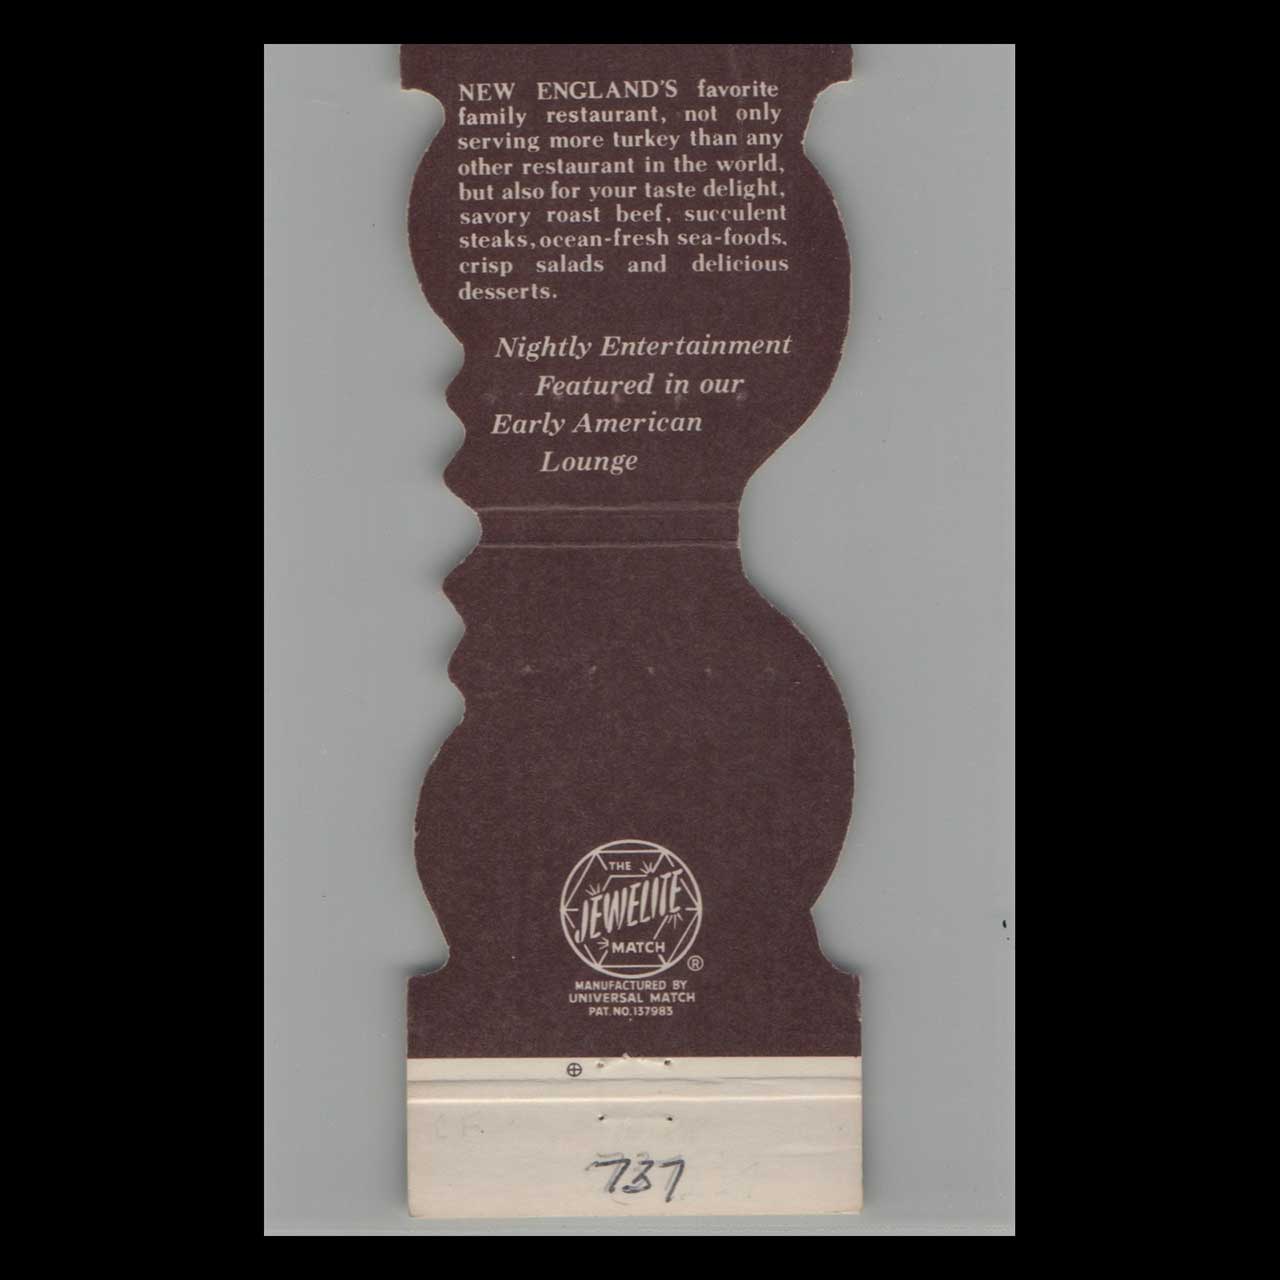 NEW ENGLAND'S favorite
family restaurant, not only
serving more turkey than any
other restaurant in the world,
but also for your taste delight,
savory roast beef, succulent
steaks, ocean-fresh sea-foods,
crisp salads and delicious
desserts.
Nightly Entertainment
Featured in our
Early American
Lounge
THE
JEWELITE
MATCH
®
MANUFACTURED BY
UNIVERSAL MATCH
PAT. NO. 137983
737